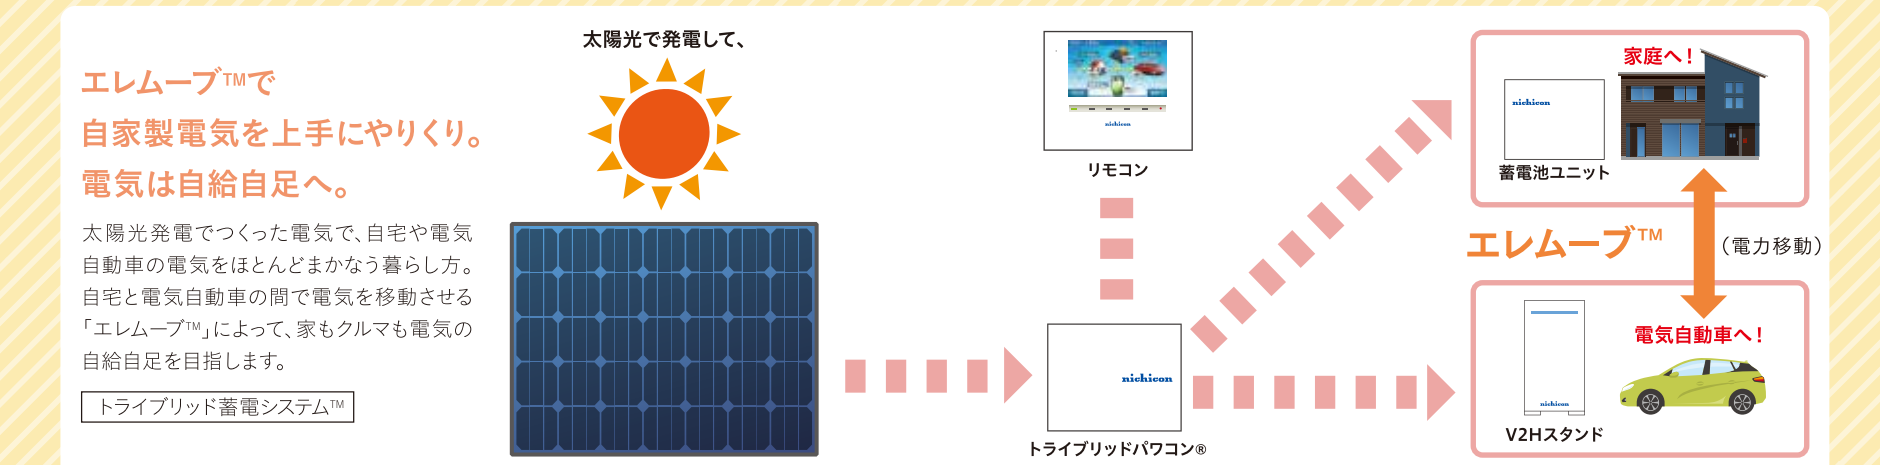 エレムーブ™で
自家製電気を上手にやりくり。
電気は自給自足へ。
太陽光発電でつくった電気で、自宅や電気
自動車の電気をほとんどまかなう暮らし方。
自宅と電気自動車の間で電気を移動させる
「エレムーブ™」によって、家もクルマも電気の
自給自足を目指します。
トライブリッド蓄電システム™
太陽光で発電して、
nichicon
リモコン
nichicon
トライブリッドパワコン®
家庭へ！
nichicon
蓄電池ユニット
エレムーブ™
（電力移動）
電気自動車へ！
nichicon
V2Hスタンド